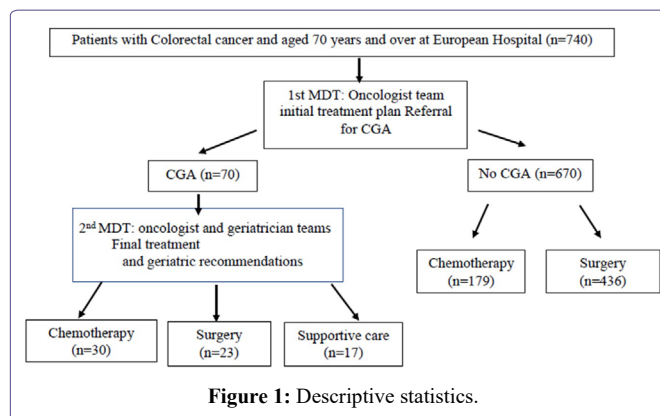 Patients with Colorectal cancer and aged 70 years and over at European Hospital (n=740)
1st MDT: Oncologist team
initial treatment plan Referral
for CGA
CGA (n=70)
No CGA (n=670)
2nd MDT: oncologist and geriatrician teams
Final treatment
and geriatric recommendations
Chemotherapy
(n=179)
Surgery
(n=436)
Chemotherapy
(n=30)
Surgery
(n=23)
Supportive care
(n=17)
Figure 1: Descriptive statistics.